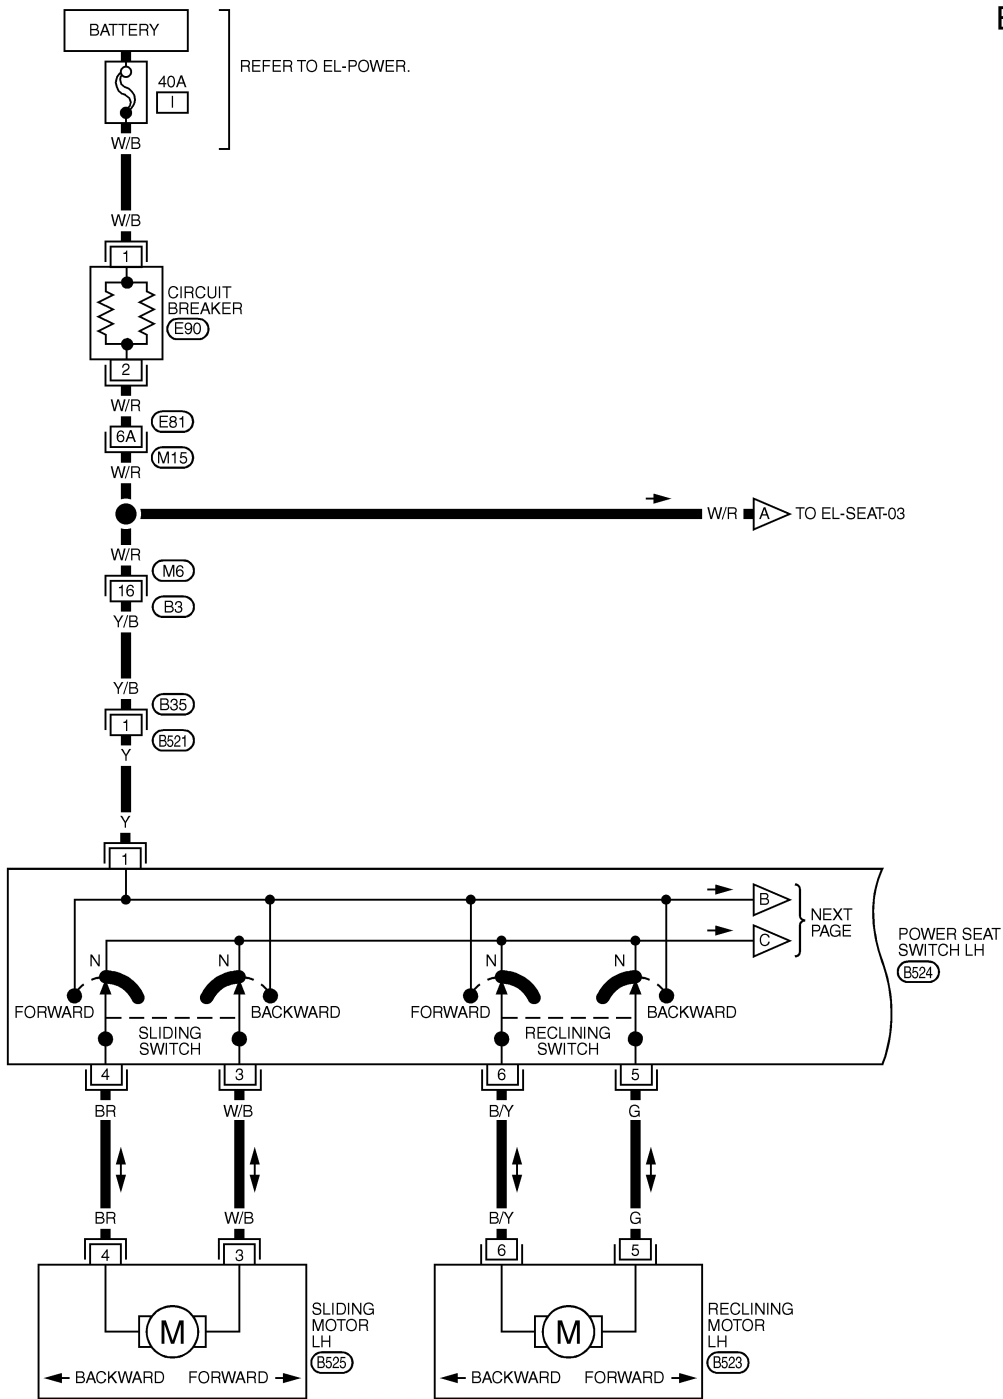 E
BATTERY
REFER TO EL-POWER.
40A
I
W/B
W/B
1
CIRCUIT
BREAKER
E90
2
W/R
E81
6A
M15
W/R
W/R
A
TO EL-SEAT-03
W/R
M6
16
B3
Y/B
Y/B
B35
1
B521
Y
Y
1
B
C
NEXT
PAGE
POWER SEAT
SWITCH LH
B524
N
N
N
N
FORWARD
BACKWARD
FORWARD
BACKWARD
SLIDING
SWITCH
RECLINING
SWITCH
4
3
6
5
BR
W/B
B/Y
G
BR
W/B
B/Y
G
4
3
6
5
M
SLIDING
MOTOR
LH
B525
BACKWARD
FORWARD
M
RECLINING
MOTOR
LH
B523
BACKWARD
FORWARD